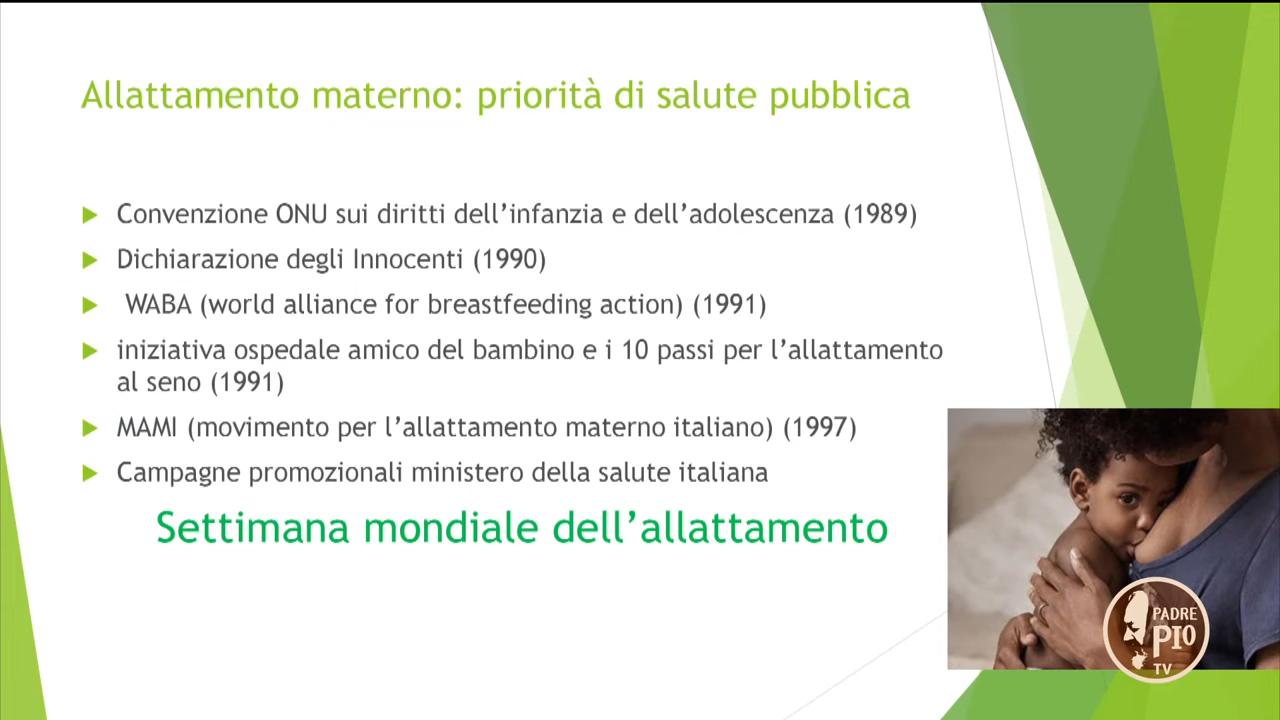 Allattamento materno: priorità di salute pubblica
Convenzione ONU sui diritti dell’infanzia e dell’adolescenza (1989)
Dichiarazione degli Innocenti (1990)
WABA (world alliance for breastfeeding action) (1991)
iniziativa ospedale amico del bambino e i 10 passi per l’allattamento
al seno (1991)
MAMI (movimento per l’allattamento materno italiano) (1997)
Campagne promozionali ministero della salute italiana
Settimana mondiale dell’allattamento
PADRE
PIO
TV